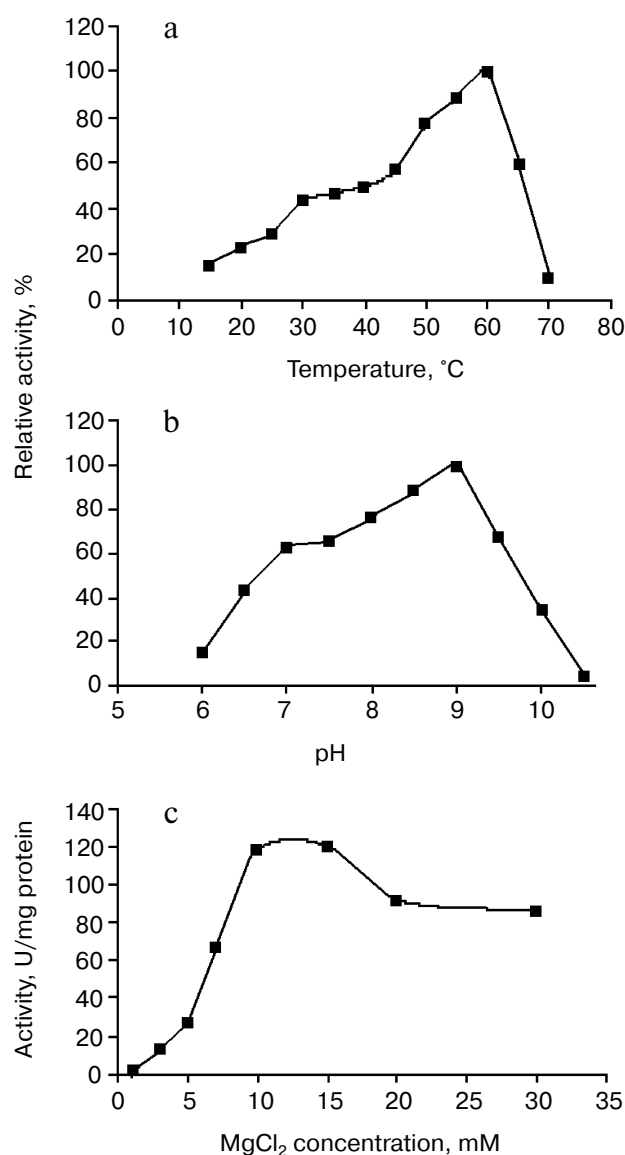 a
120
100
80
60
40
20
0
0 10 20 30 40 50 60 70 80
Temperature, °C
Relative activity, %
b
120
100
80
60
40
20
0
5 6 7 8 9 10
pH
c
140
120
100
80
60
40
20
0
0 5 10 15 20 25 30 35
Activity, U/mg protein
MgCl₂ concentration, mM